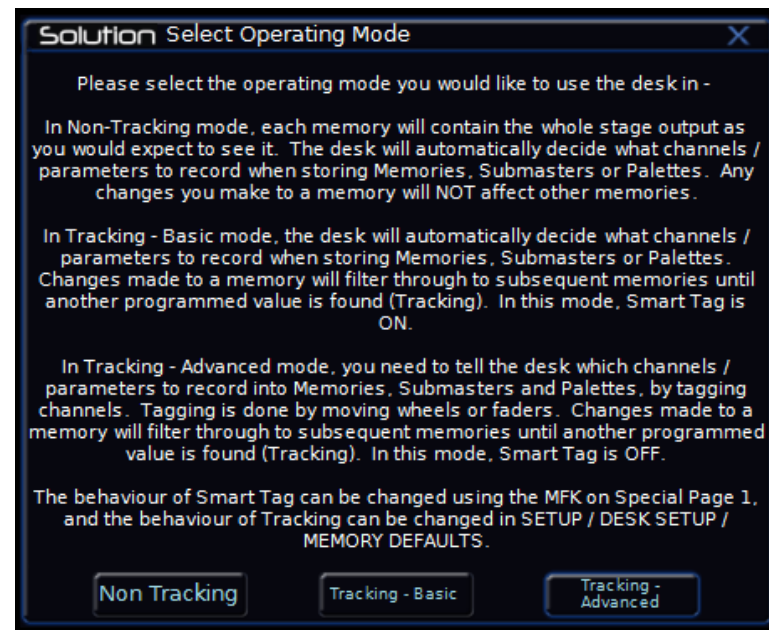 Solution Select Operating Mode X
Please select the operating mode you would like to use the desk in -
In Non-Tracking mode, each memory will contain the whole stage output as
you would expect to see it. The desk will automatically decide what channels /
parameters to record when storing Memories, Submasters or Palettes. Any
changes you make to a memory will NOT affect other memories.
In Tracking - Basic mode, the desk will automatically decide what channels /
parameters to record when storing Memories, Submasters or Palettes.
Changes made to a memory will filter through to subsequent memories until
another programmed value is found (Tracking). In this mode, Smart Tag is
ON.
In Tracking - Advanced mode, you need to tell the desk which channels /
parameters to record into Memories, Submasters and Palettes, by tagging
channels. Tagging is done by moving wheels or faders. Changes made to a
memory will filter through to subsequent memories until another programmed
value is found (Tracking). In this mode, Smart Tag is OFF.
The behaviour of Smart Tag can be changed using the MFK on Special Page 1,
and the behaviour of Tracking can be changed in SETUP / DESK SETUP /
MEMORY DEFAULTS.
Non Tracking
Tracking - Basic
Tracking -
Advanced